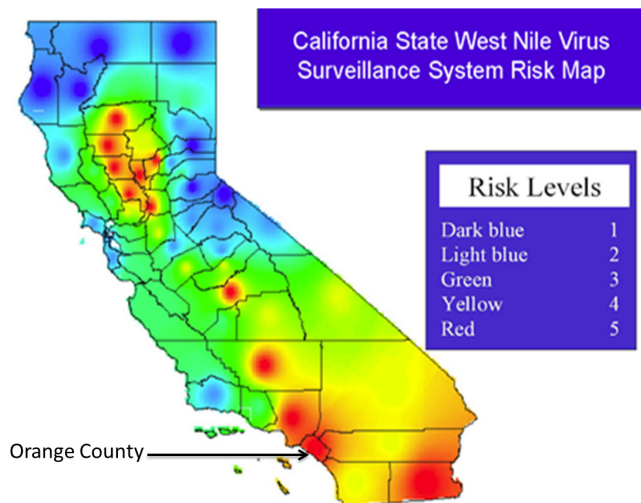 California State West Nile Virus
Surveillance System Risk Map
Risk Levels
Dark blue 1
Light blue 2
Green 3
Yellow 4
Red 5
Orange County